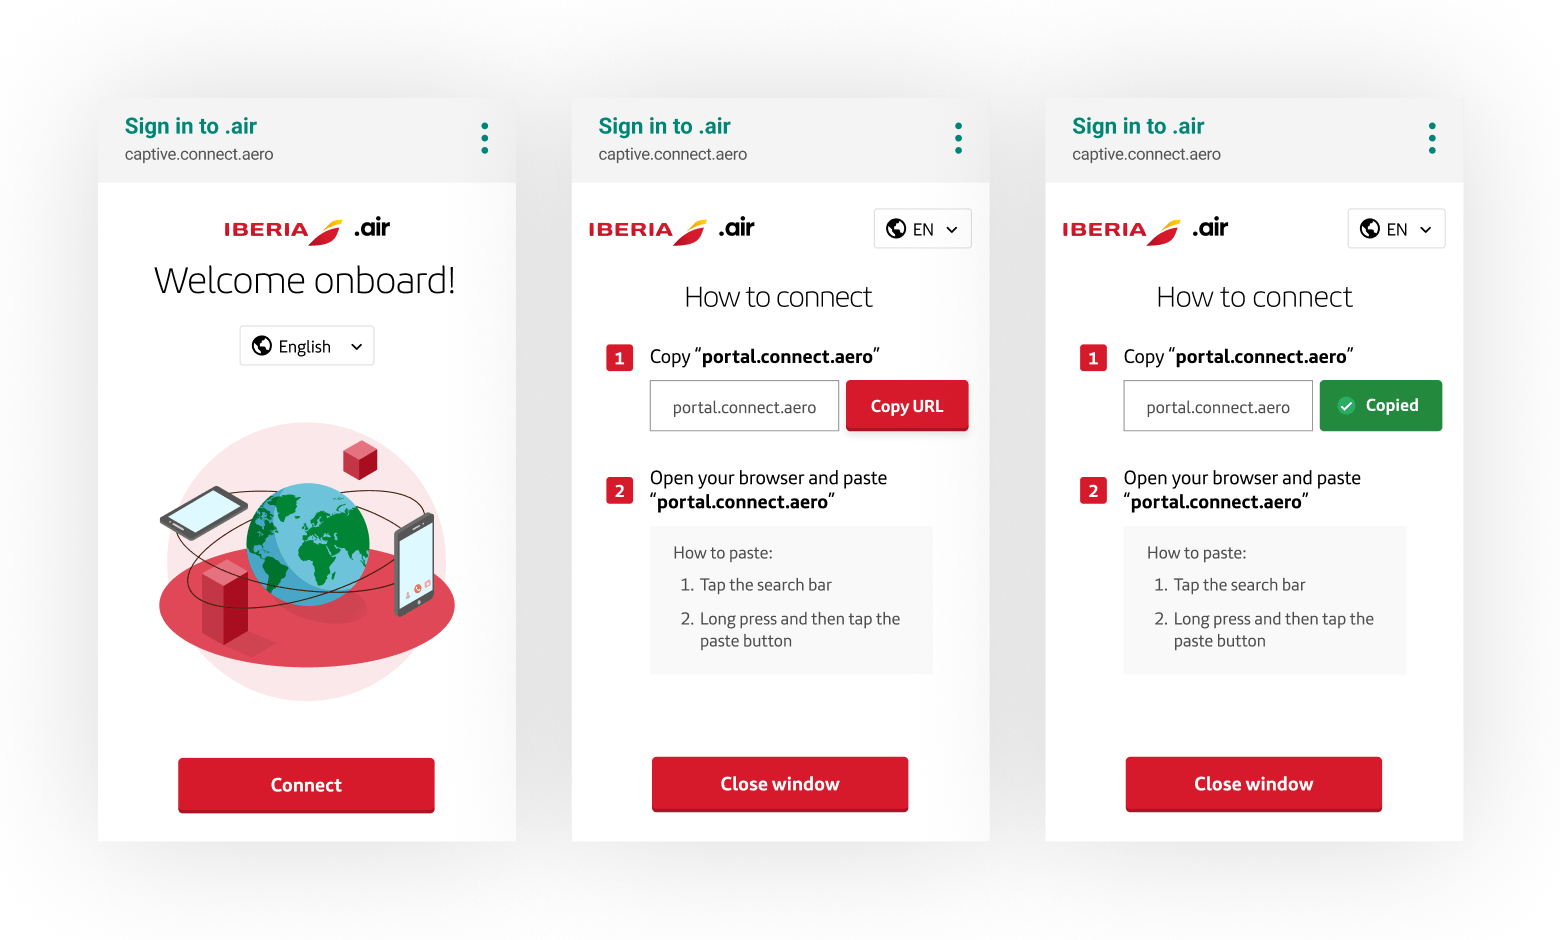 Sign in to .air
captive.connect.aero
IBERIA .air
Welcome onboard!
English
Connect
Sign in to .air
captive.connect.aero
IBERIA .air
EN
How to connect
1 Copy “portal.connect.aero”
portal.connect.aero Copy URL
2 Open your browser and paste
“portal.connect.aero”
How to paste:
1. Tap the search bar
2. Long press and then tap the
paste button
Close window
Sign in to .air
captive.connect.aero
IBERIA .air
EN
How to connect
1 Copy “portal.connect.aero”
portal.connect.aero Copied
2 Open your browser and paste
“portal.connect.aero”
How to paste:
1. Tap the search bar
2. Long press and then tap the
paste button
Close window